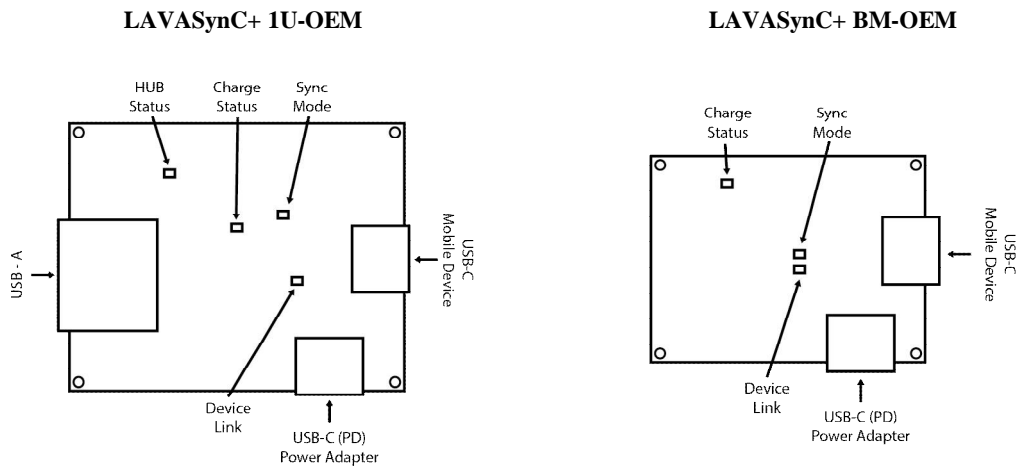 LAVASynC+ 1U-OEM
HUB
Status
Charge
Status
Sync
Mode
USB - A
USB-C
Mobile Device
Device
Link
USB-C (PD)
Power Adapter
LAVASynC+ BM-OEM
Charge
Status
Sync
Mode
USB-C
Mobile Device
Device
Link
USB-C (PD)
Power Adapter